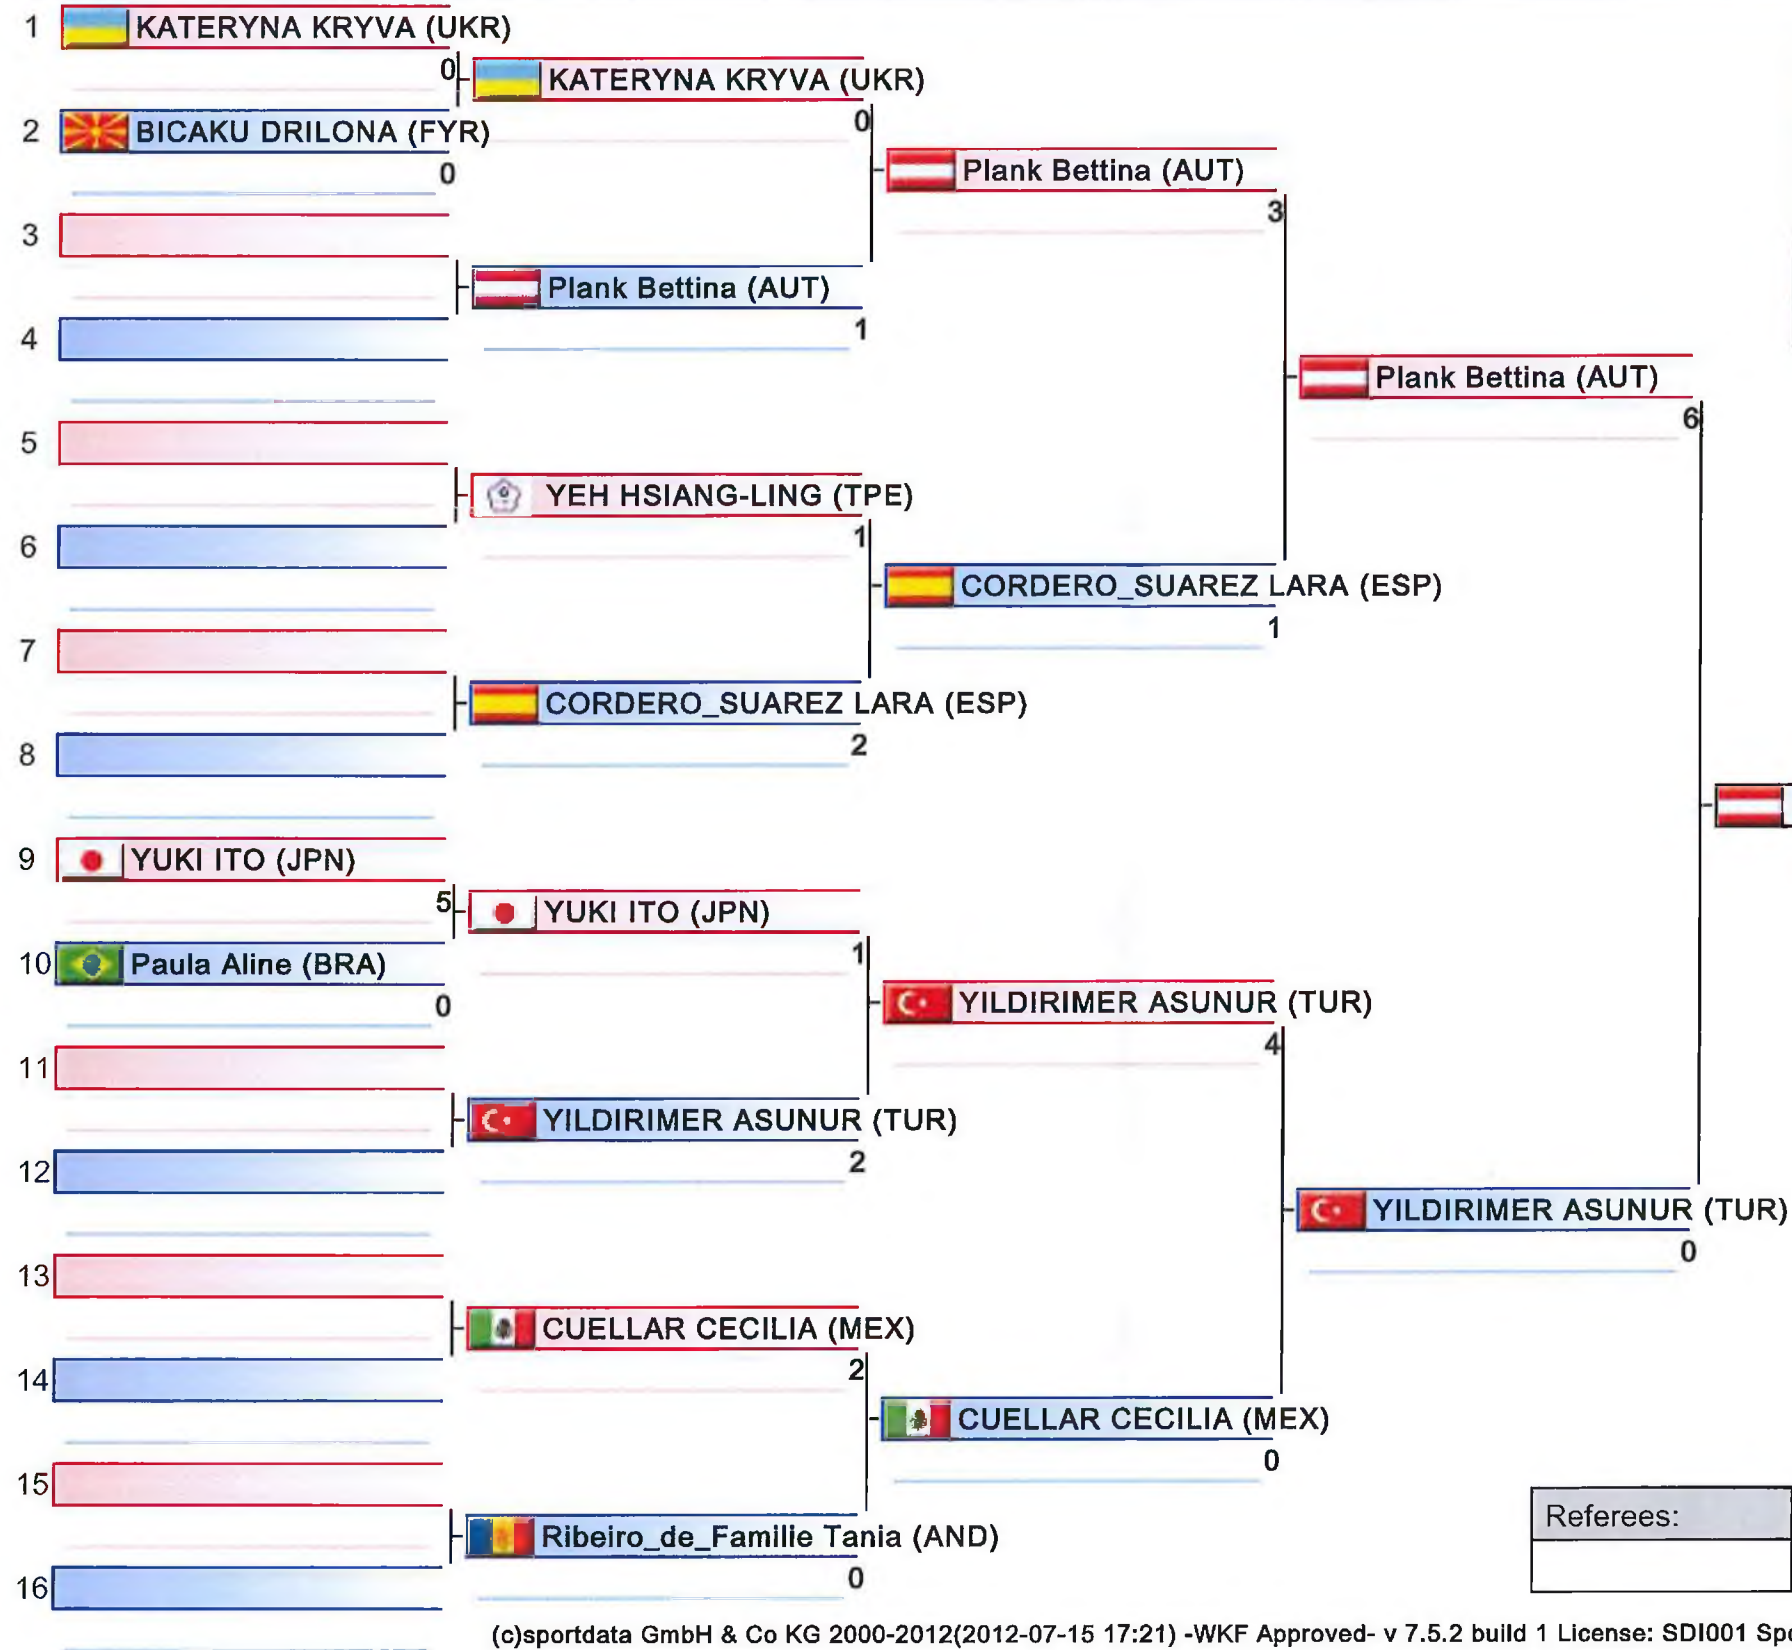 1 KATERYNA KRYVA (UKR)
0
KATERYNA KRYVA (UKR)
0
2 BICAKU DRILONA (FYR)
0
Plank Bettina (AUT)
3
3
Plank Bettina (AUT)
1
4
Plank Bettina (AUT)
6
5
YEH HSIANG-LING (TPE)
1
6
CORDERO_SUAREZ LARA (ESP)
1
7
CORDERO_SUAREZ LARA (ESP)
2
8
9 YUKI ITO (JPN)
5
YUKI ITO (JPN)
1
10 Paula Aline (BRA)
0
YILDIRIMER ASUNUR (TUR)
4
11
YILDIRIMER ASUNUR (TUR)
2
12
YILDIRIMER ASUNUR (TUR)
0
13
CUELLAR CECILIA (MEX)
2
14
CUELLAR CECILIA (MEX)
0
15
Ribeiro_de_Familie Tania (AND)
0
16
Referees:
(c)sportdata GmbH & Co KG 2000-2012(2012-07-15 17:21) -WKF Approved- v 7.5.2 build 1 License: SDI001 Sp